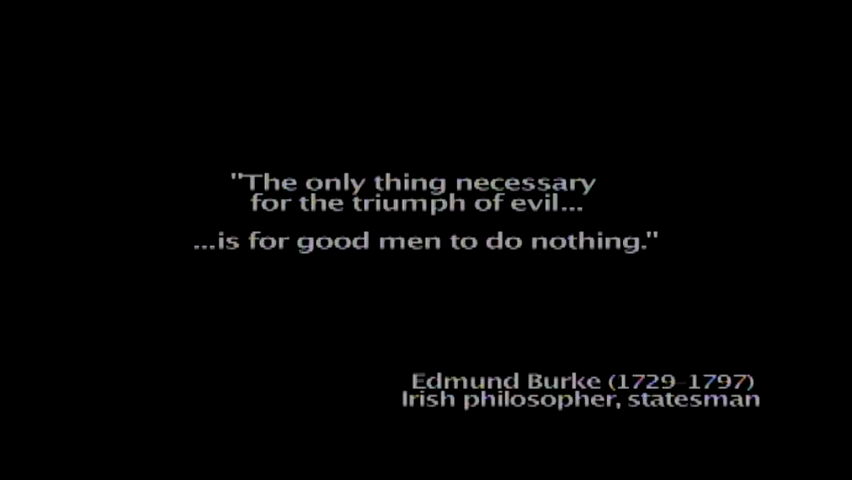 "The only thing necessary
for the triumph of evil...
...is for good men to do nothing."
Edmund Burke (1729-1797)
Irish philosopher, statesman